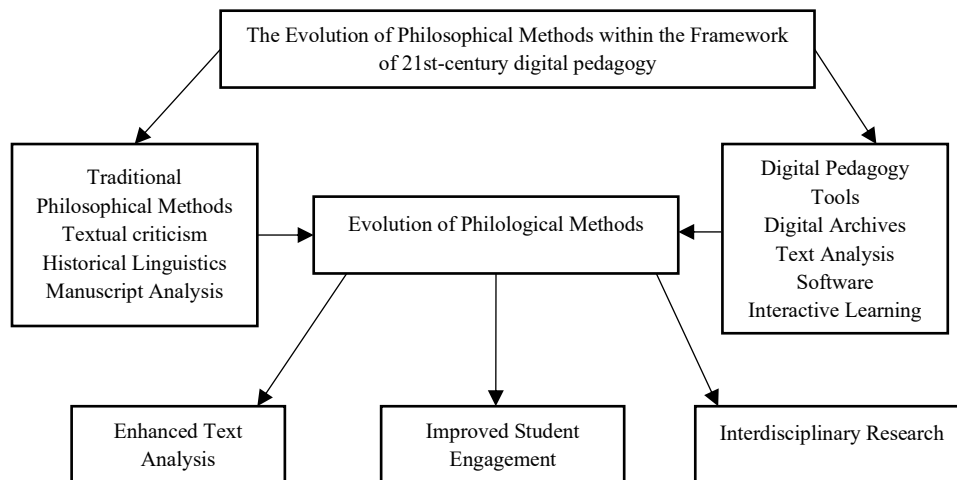 The Evolution of Philosophical Methods within the Framework
of 21st-century digital pedagogy
Traditional
Philosophical Methods
Textual criticism
Historical Linguistics
Manuscript Analysis
Evolution of Philological Methods
Digital Pedagogy
Tools
Digital Archives
Text Analysis
Software
Interactive Learning
Enhanced Text
Analysis
Improved Student
Engagement
Interdisciplinary Research